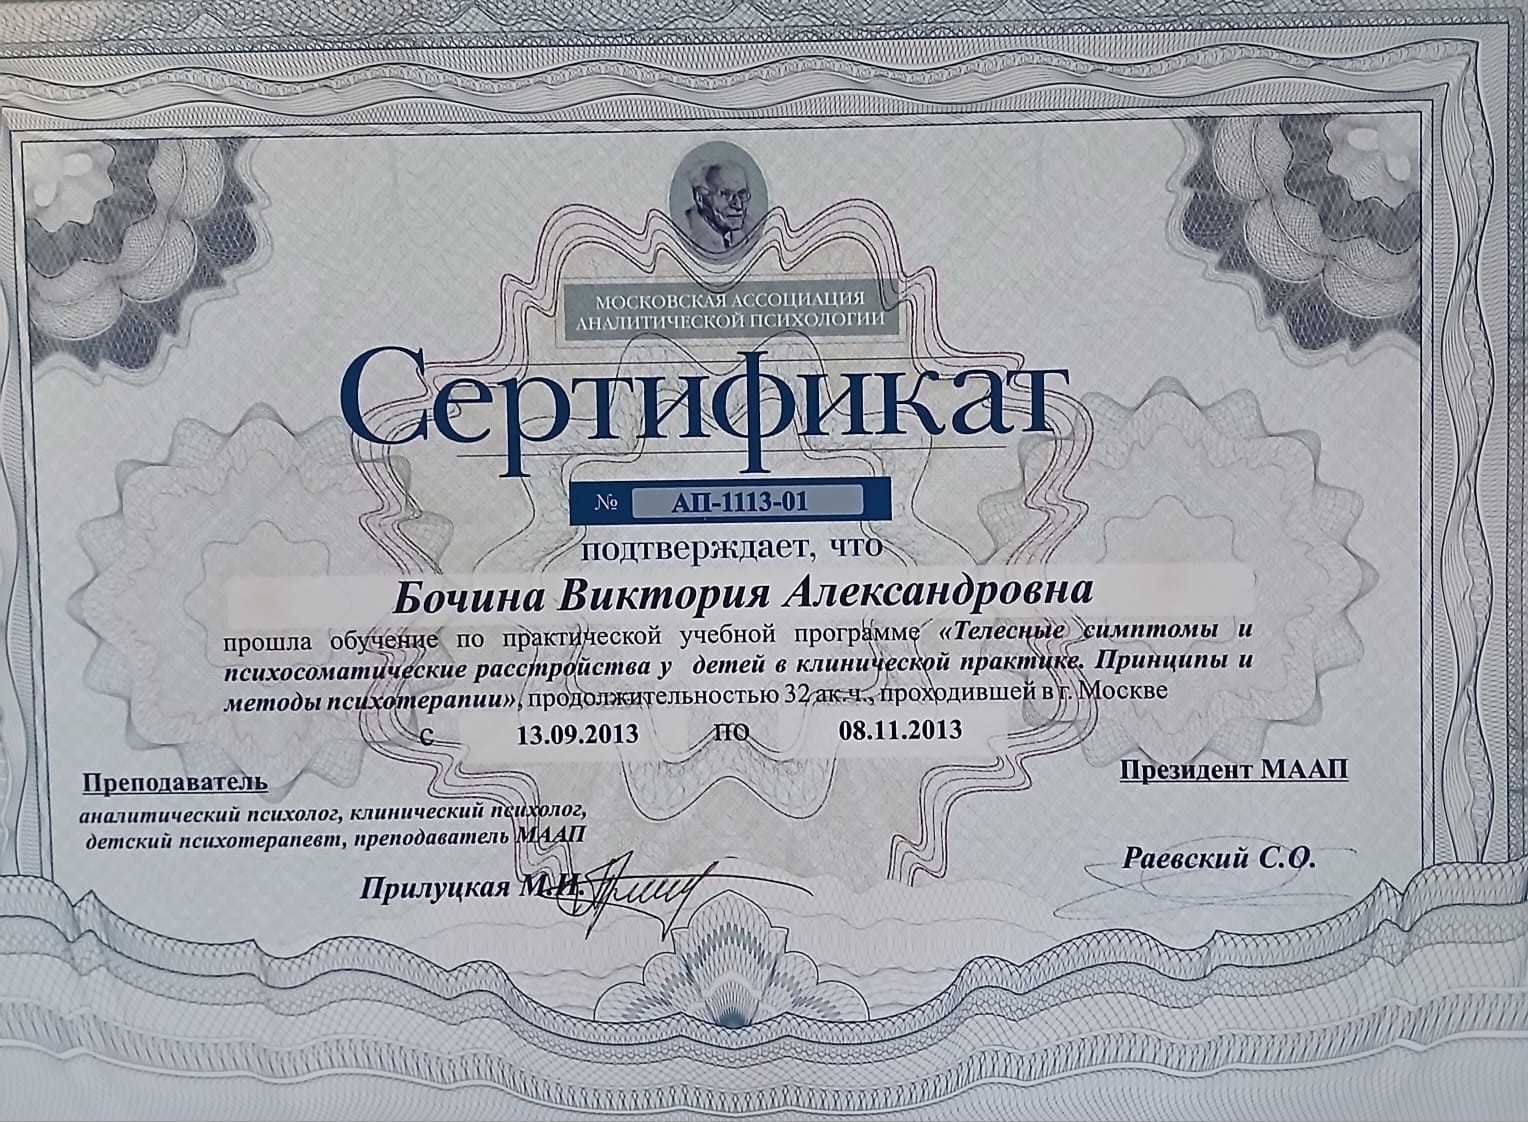 МОСКОВСКАЯ АССОЦИАЦИЯ
АНАЛИТИЧЕСКОЙ ПСИХОЛОГИИ
Сертификат
№ АП-1113-01
подтверждает, что
Бочина Виктория Александровна
прошла обучение по практической учебной программе «Телесные симптомы и
психосоматические расстройства у детей в клинической практике. Принципы и
методы психотерапии», продолжительностью 32 ак.ч., проходившей в г. Москве
с 13.09.2013 по 08.11.2013
Преподаватель
аналитический психолог, клинический психолог,
детский психотерапевт, преподаватель МААП
Прилуцкая М.И.
Президент МААП
Раевский С.О.